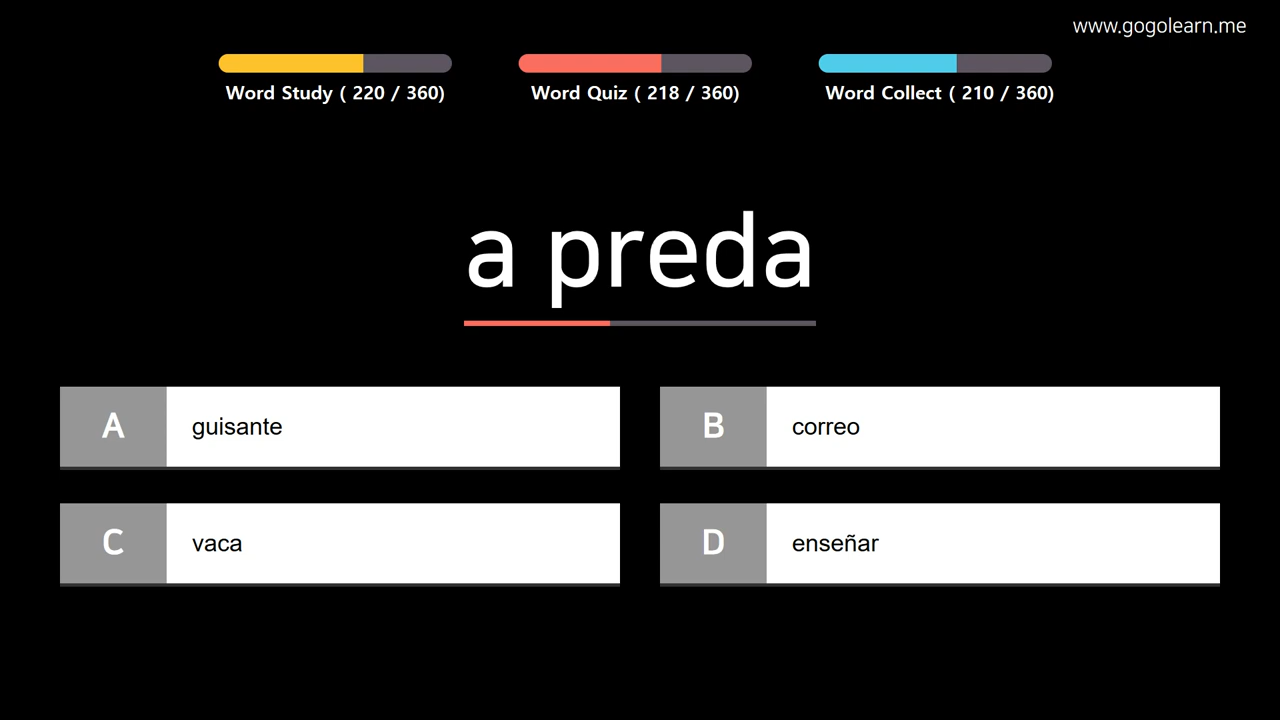 www.gogolearn.me
Word Study ( 220 / 360)
Word Quiz ( 218 / 360)
Word Collect ( 210 / 360)
a preda
A guisante
B correo
C vaca
D enseñar